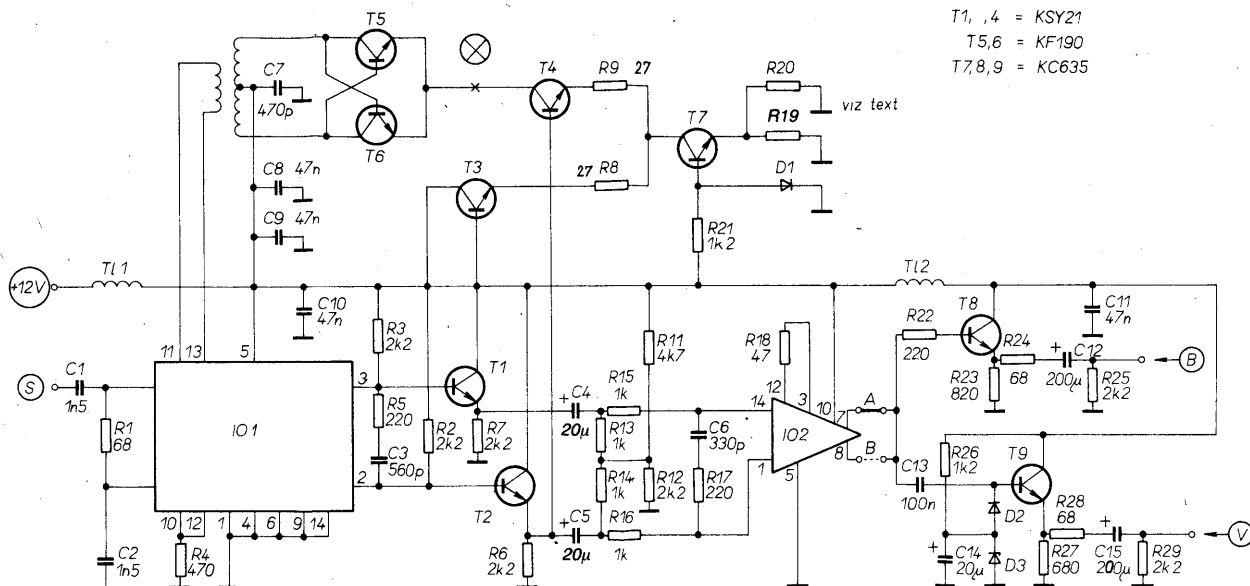 T1, ,4 = KSY21
T5,6 = KF190
T7,8,9 = KC635
T5
T4
R9 27
R20
viz text
C7
470p
T6
R19
T7
T3
27 R8
D1
C8 47n
C9 47n
R21
1k2
+12V
Tl1
Tl2
C10
47n
R3
2k2
T1
R11
4k7
R18
47
R22
220
T8
R24
68
C11
47n
+
C12
200µ
B
11
13
5
3
S
C1
1n5
R1
68
IO1
R5
220
C3
560p
R2
2k2
R7
2k2
+
C4
20µ
R15
1k
R13
1k
C6
330p
12
14
3
10
7
IO2
8
1
5
A
B
R23
820
R25
2k2
2
T2
R14
1k
R12
2k2
R17
220
C13
100n
R26
1k2
T9
R28
68
D2
+
C15
200µ
V
10
12
1
4
6
9
14
C2
1n5
R4
470
R6
2k2
+
C5
20µ
R16
1k
+
C14
20µ
D3
R27
680
R29
2k2